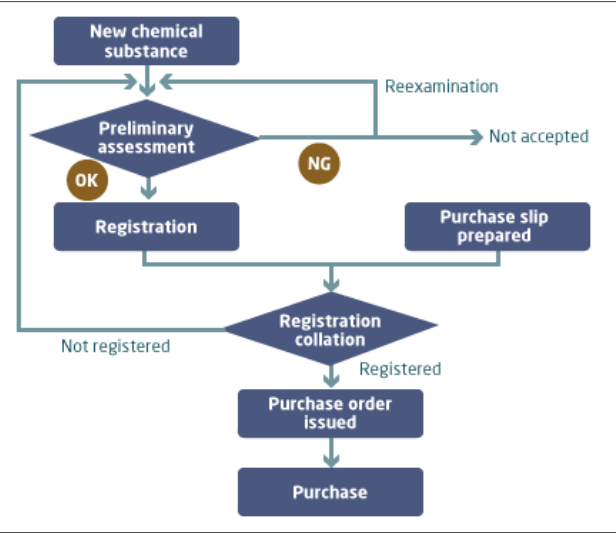 New chemical
substance
Reexamination
Preliminary
assessment
Not accepted
NG
OK
Registration
Purchase slip
prepared
Registration
collation
Not registered
Registered
Purchase order
issued
Purchase